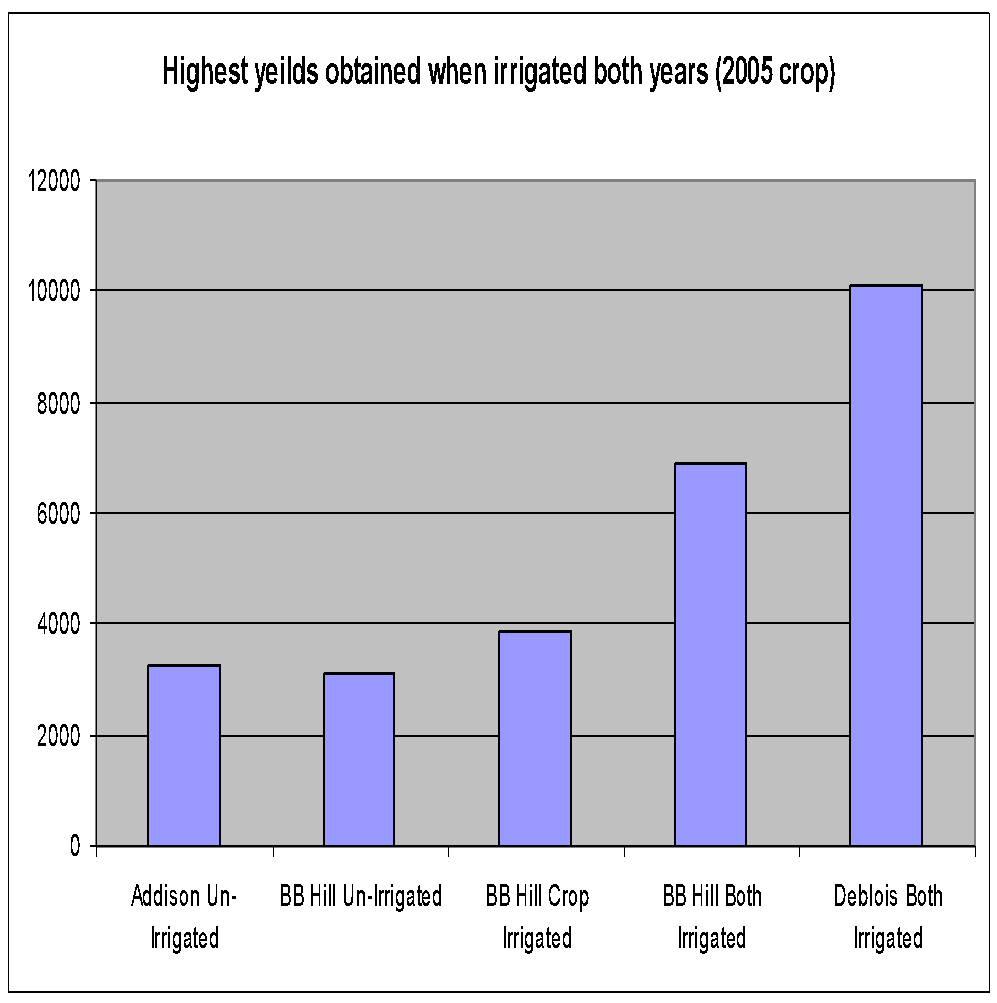 Highest yeilds obtained when irrigated both years (2005 crop)
12000
10000
8000
6000
4000
2000
0
Addison Un-
Irrigated
BB Hill Un-Irrigated
BB Hill Crop
Irrigated
BB Hill Both
Irrigated
Deblois Both
Irrigated